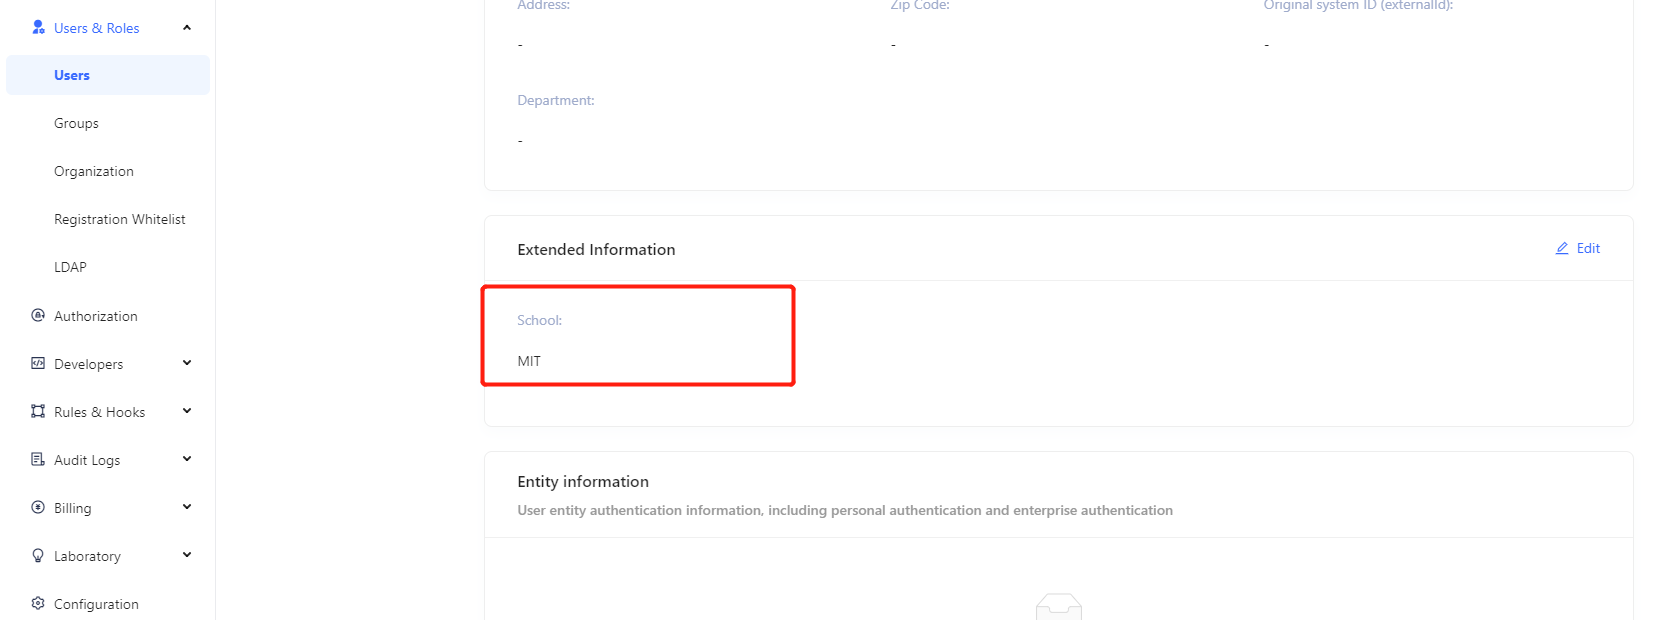 Users & Roles
Users
Groups
Organization
Registration Whitelist
LDAP
Authorization
Developers
Rules & Hooks
Audit Logs
Billing
Laboratory
Configuration
Address: Zip Code: Original system ID (externalId):
- - -
Department:
-
Extended Information Edit
School:
MIT
Entity information
User entity authentication information, including personal authentication and enterprise authentication